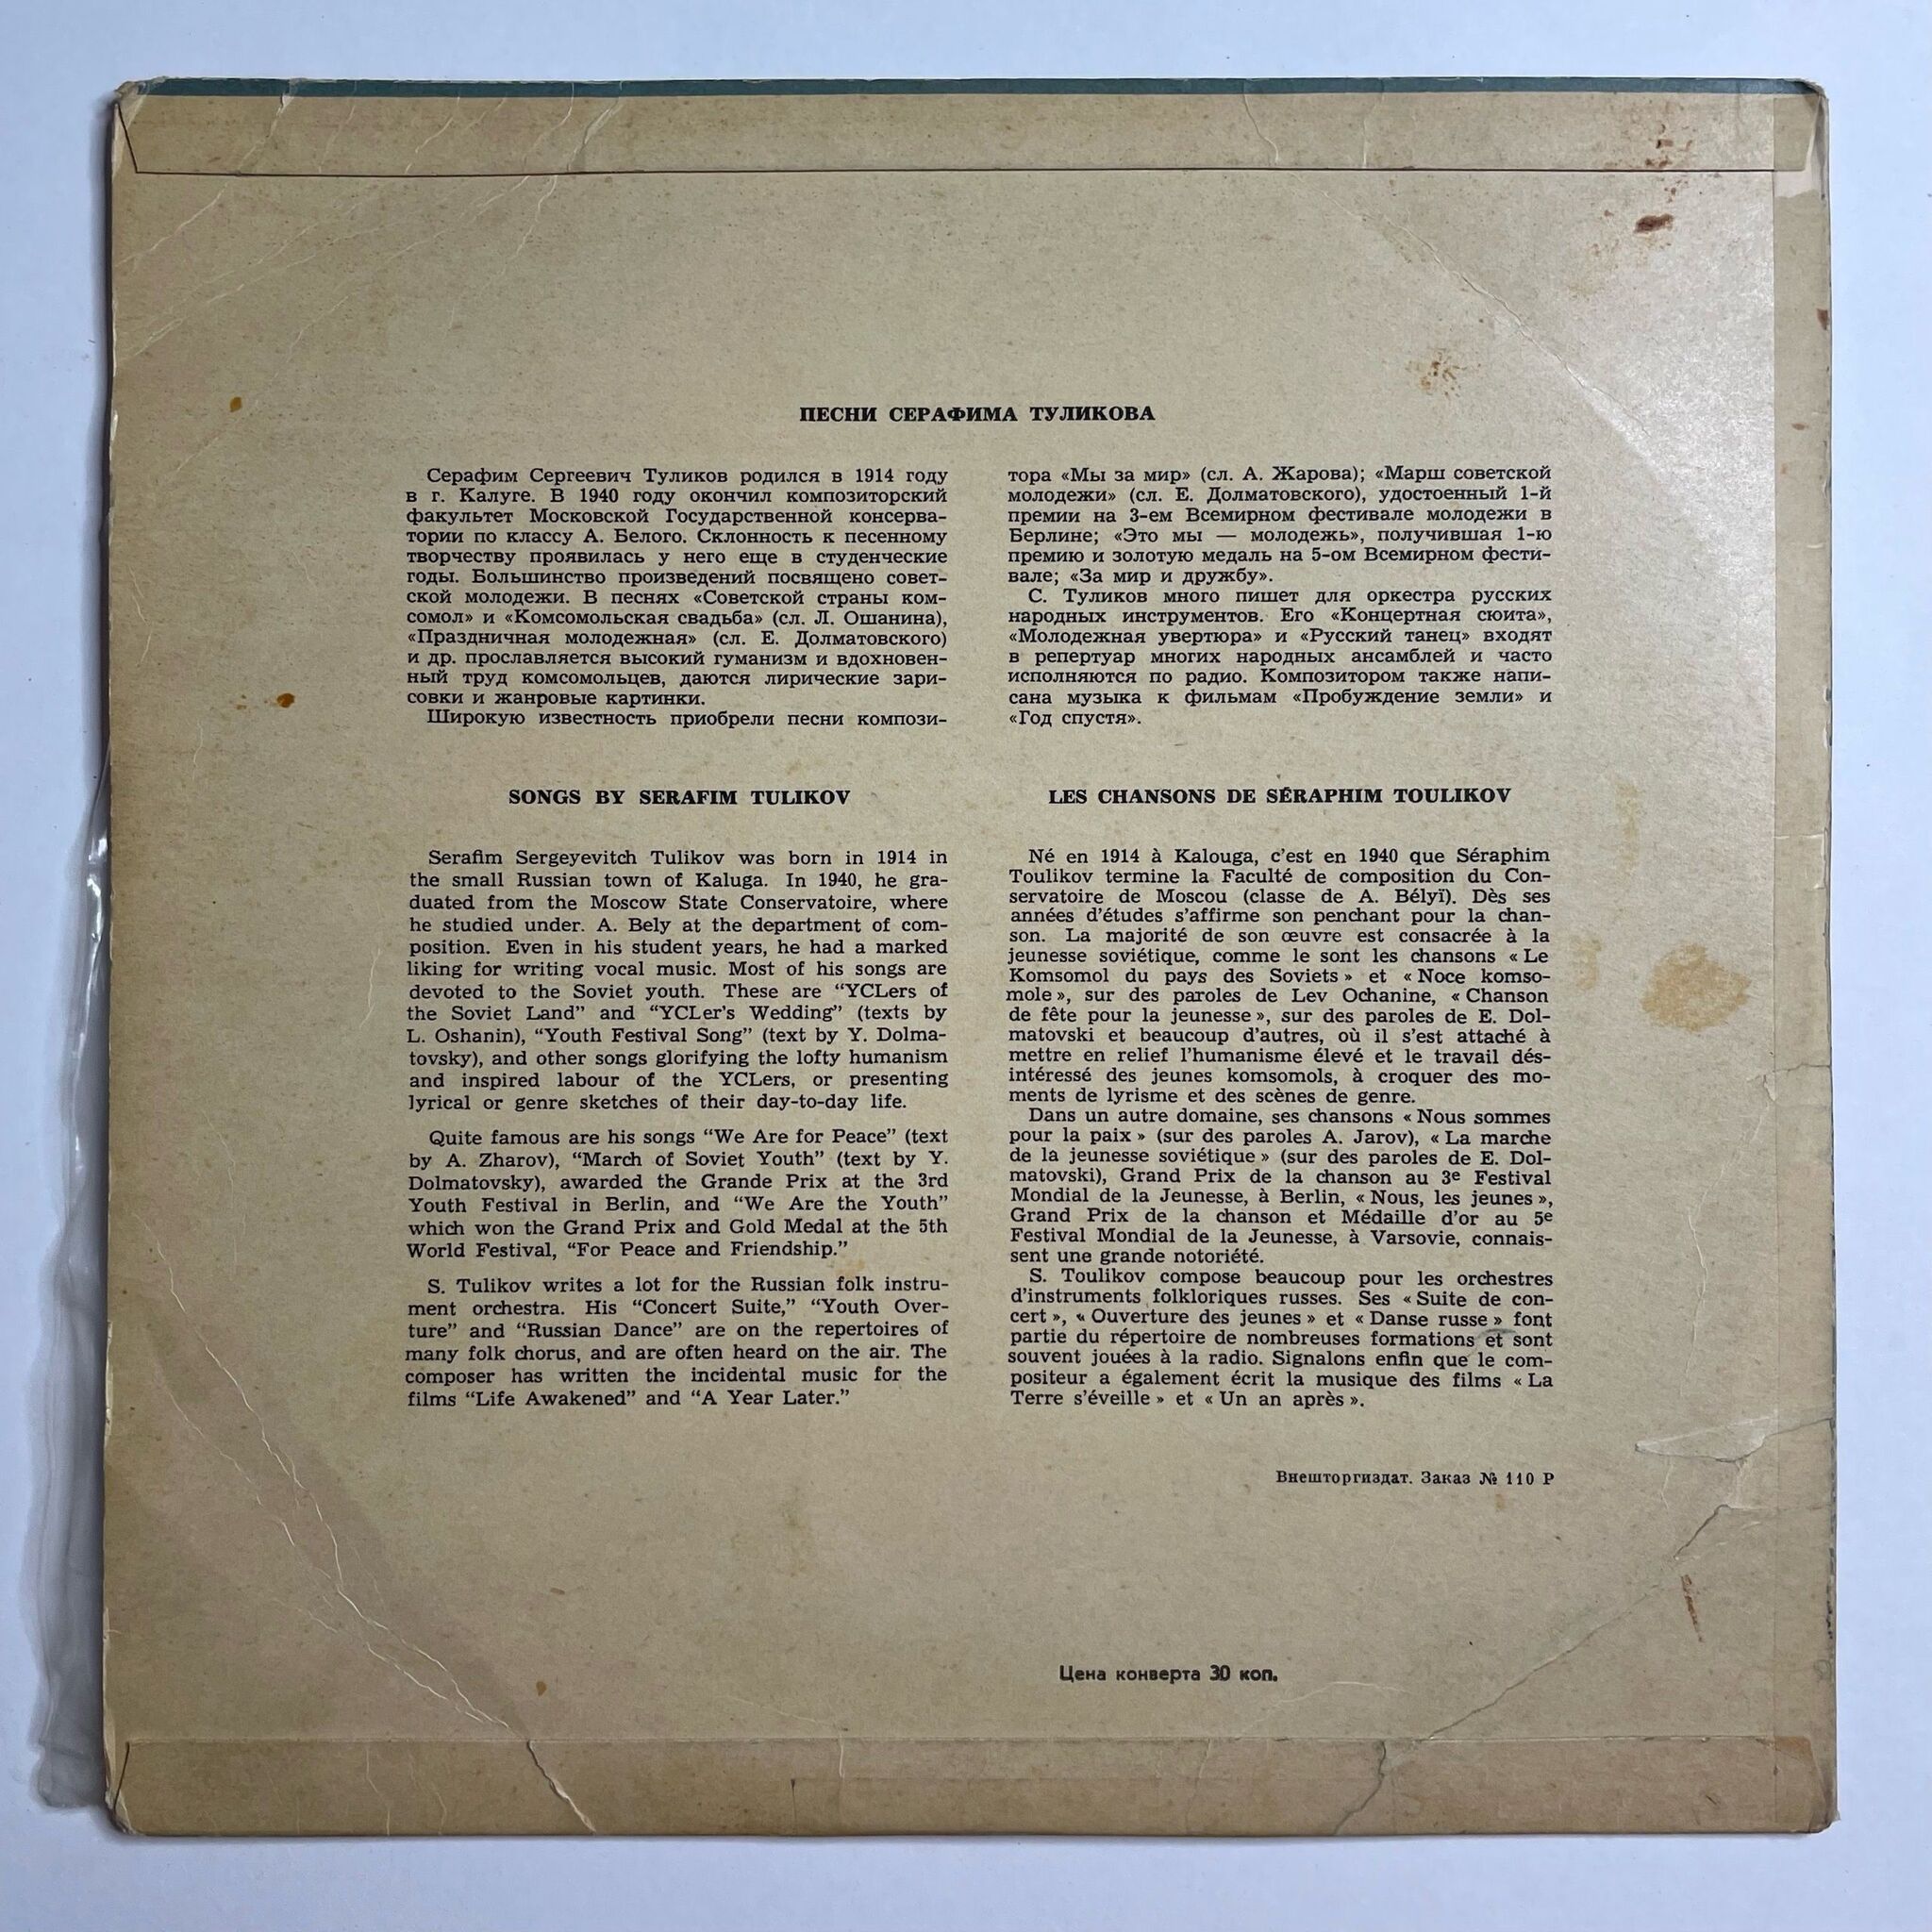 ПЕСНИ СЕРАФИМА ТУЛИКОВА
Серафим Сергеевич Туликов родился в 1914 году
в г. Калуге. В 1940 году окончил композиторский
факультет Московской Государственной консерва-
тории по классу А. Белого. Склонность к песенному
творчеству проявилась у него еще в студенческие
годы. Большинство произведений посвящено совет-
ской молодежи. В песнях «Советской страны ком-
сомол» и «Комсомольская свадьба» (сл. Л. Ошанина),
«Праздничная молодежная» (сл. Е. Долматовского)
и др. прославляется высокий гуманизм и вдохновен-
ный труд комсомольцев, даются лирические зари-
совки и жанровые картинки.
Широкую известность приобрели песни компози-
тора «Мы за мир» (сл. А. Жарова); «Марш советской
молодежи» (сл. Е. Долматовского), удостоенный 1-й
премии на 3-ем Всемирном фестивале молодежи в
Берлине; «Это мы — молодежь», получившая 1-ю
премию и золотую медаль на 5-ом Всемирном фести-
вале; «За мир и дружбу».
С. Туликов много пишет для оркестра русских
народных инструментов. Его «Концертная сюита»,
«Молодежная увертюра» и «Русский танец» входят
в репертуар многих народных ансамблей и часто
исполняются по радио. Композитором также напи-
сана музыка к фильмам «Пробуждение земли» и
«Год спустя».
SONGS BY SERAFIM TULIKOV
Serafim Sergeyevitch Tulikov was born in 1914 in
the small Russian town of Kaluga. In 1940, he gra-
duated from the Moscow State Conservatoire, where
he studied under. A. Bely at the department of com-
position. Even in his student years, he had a marked
liking for writing vocal music. Most of his songs are
devoted to the Soviet youth. These are “YCLers of
the Soviet Land” and “YCLer's Wedding” (texts by
L. Oshanin), “Youth Festival Song” (text by Y. Dolma-
tovsky), and other songs glorifying the lofty humanism
and inspired labour of the YCLers, or presenting
lyrical or genre sketches of their day-to-day life.
Quite famous are his songs “We Are for Peace” (text
by A. Zharov), “March of Soviet Youth” (text by Y.
Dolmatovsky), awarded the Grande Prix at the 3rd
Youth Festival in Berlin, and “We Are the Youth”
which won the Grand Prix and Gold Medal at the 5th
World Festival, “For Peace and Friendship.”
S. Tulikov writes a lot for the Russian folk instru-
ment orchestra. His “Concert Suite,” “Youth Over-
ture” and “Russian Dance” are on the repertoires of
many folk chorus, and are often heard on the air. The
composer has written the incidental music for the
films “Life Awakened” and “A Year Later.”
LES CHANSONS DE SÉRAPHIM TOULIKOV
Né en 1914 à Kalouga, c'est en 1940 que Séraphim
Toulikov termine la Faculté de composition du Con-
servatoire de Moscou (classe de A. Bélyï). Dès ses
années d'études s'affirme son penchant pour la chan-
son. La majorité de son œuvre est consacrée à la
jeunesse soviétique, comme le sont les chansons « Le
Komsomol du pays des Soviets » et « Noce komso-
mole », sur des paroles de Lev Ochanine, « Chanson
de fête pour la jeunesse », sur des paroles de E. Dol-
matovski et beaucoup d'autres, où il s'est attaché à
mettre en relief l'humanisme élevé et le travail dés-
intéressé des jeunes komsomols, à croquer des mo-
ments de lyrisme et des scènes de genre.
Dans un autre domaine, ses chansons « Nous sommes
pour la paix » (sur des paroles A. Jarov), « La marche
de la jeunesse soviétique » (sur des paroles de E. Dol-
matovski), Grand Prix de la chanson au 3e Festival
Mondial de la Jeunesse, à Berlin, « Nous, les jeunes »,
Grand Prix de la chanson et Médaille d'or au 5e
Festival Mondial de la Jeunesse, à Varsovie, connais-
sent une grande notoriété.
S. Toulikov compose beaucoup pour les orchestres
d'instruments folkloriques russes. Ses « Suite de con-
cert », « Ouverture des jeunes » et « Danse russe » font
partie du répertoire de nombreuses formations et sont
souvent jouées à la radio. Signalons enfin que le com-
positeur a également écrit la musique des films « La
Terre s'éveille » et « Un an après ».
Внешторгиздат. Заказ № 110 Р
Цена конверта 30 коп.